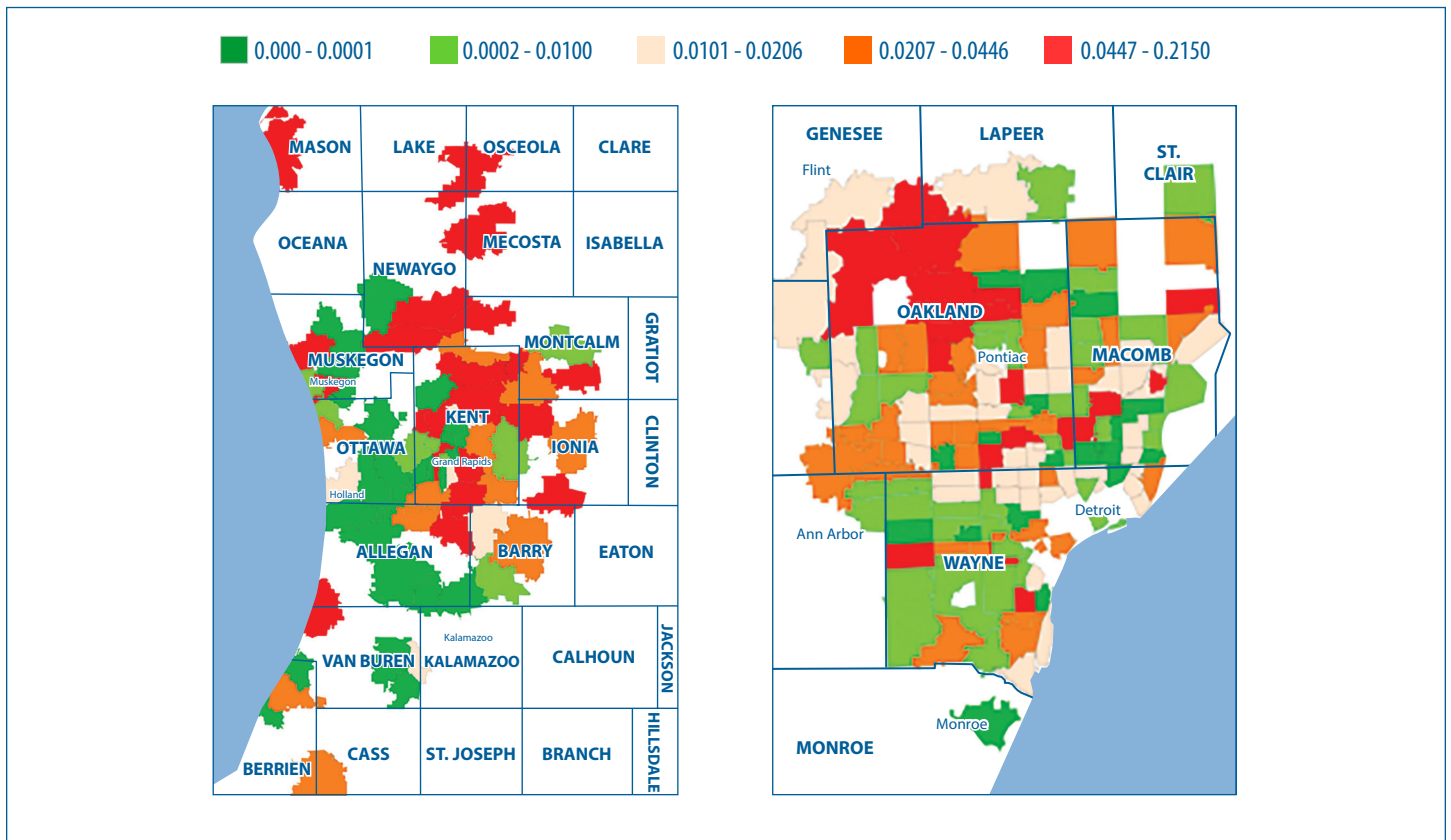 0.000 - 0.0001
0.0002 - 0.0100
0.0101 - 0.0206
0.0207 - 0.0446
0.0447 - 0.2150
MASON
LAKE
OSCEOLA
CLARE
OCEANA
MECOSTA
ISABELLA
NEWAYGO
MONTCALM
GRATIOT
MUSKEGON
Muskegon
KENT
CLINTON
OTTAWA
IONIA
Grand Rapids
Holland
ALLEGAN
BARRY
EATON
Kalamazoo
VAN BUREN
KALAMAZOO
CALHOUN
JACKSON
BERRIEN
CASS
ST. JOSEPH
BRANCH
HILLSDALE
GENESEE
LAPEER
ST.
CLAIR
Flint
OAKLAND
Pontiac
MACOMB
Detroit
Ann Arbor
WAYNE
Monroe
MONROE